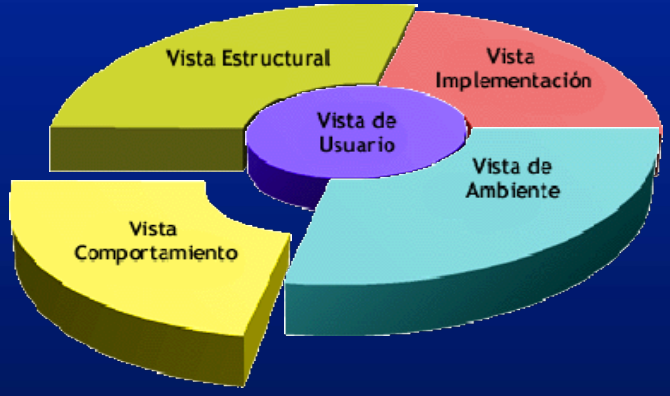 Vista Estructural
Vista
Implementación
Vista de
Usuario
Vista de
Ambiente
Vista
Comportamiento